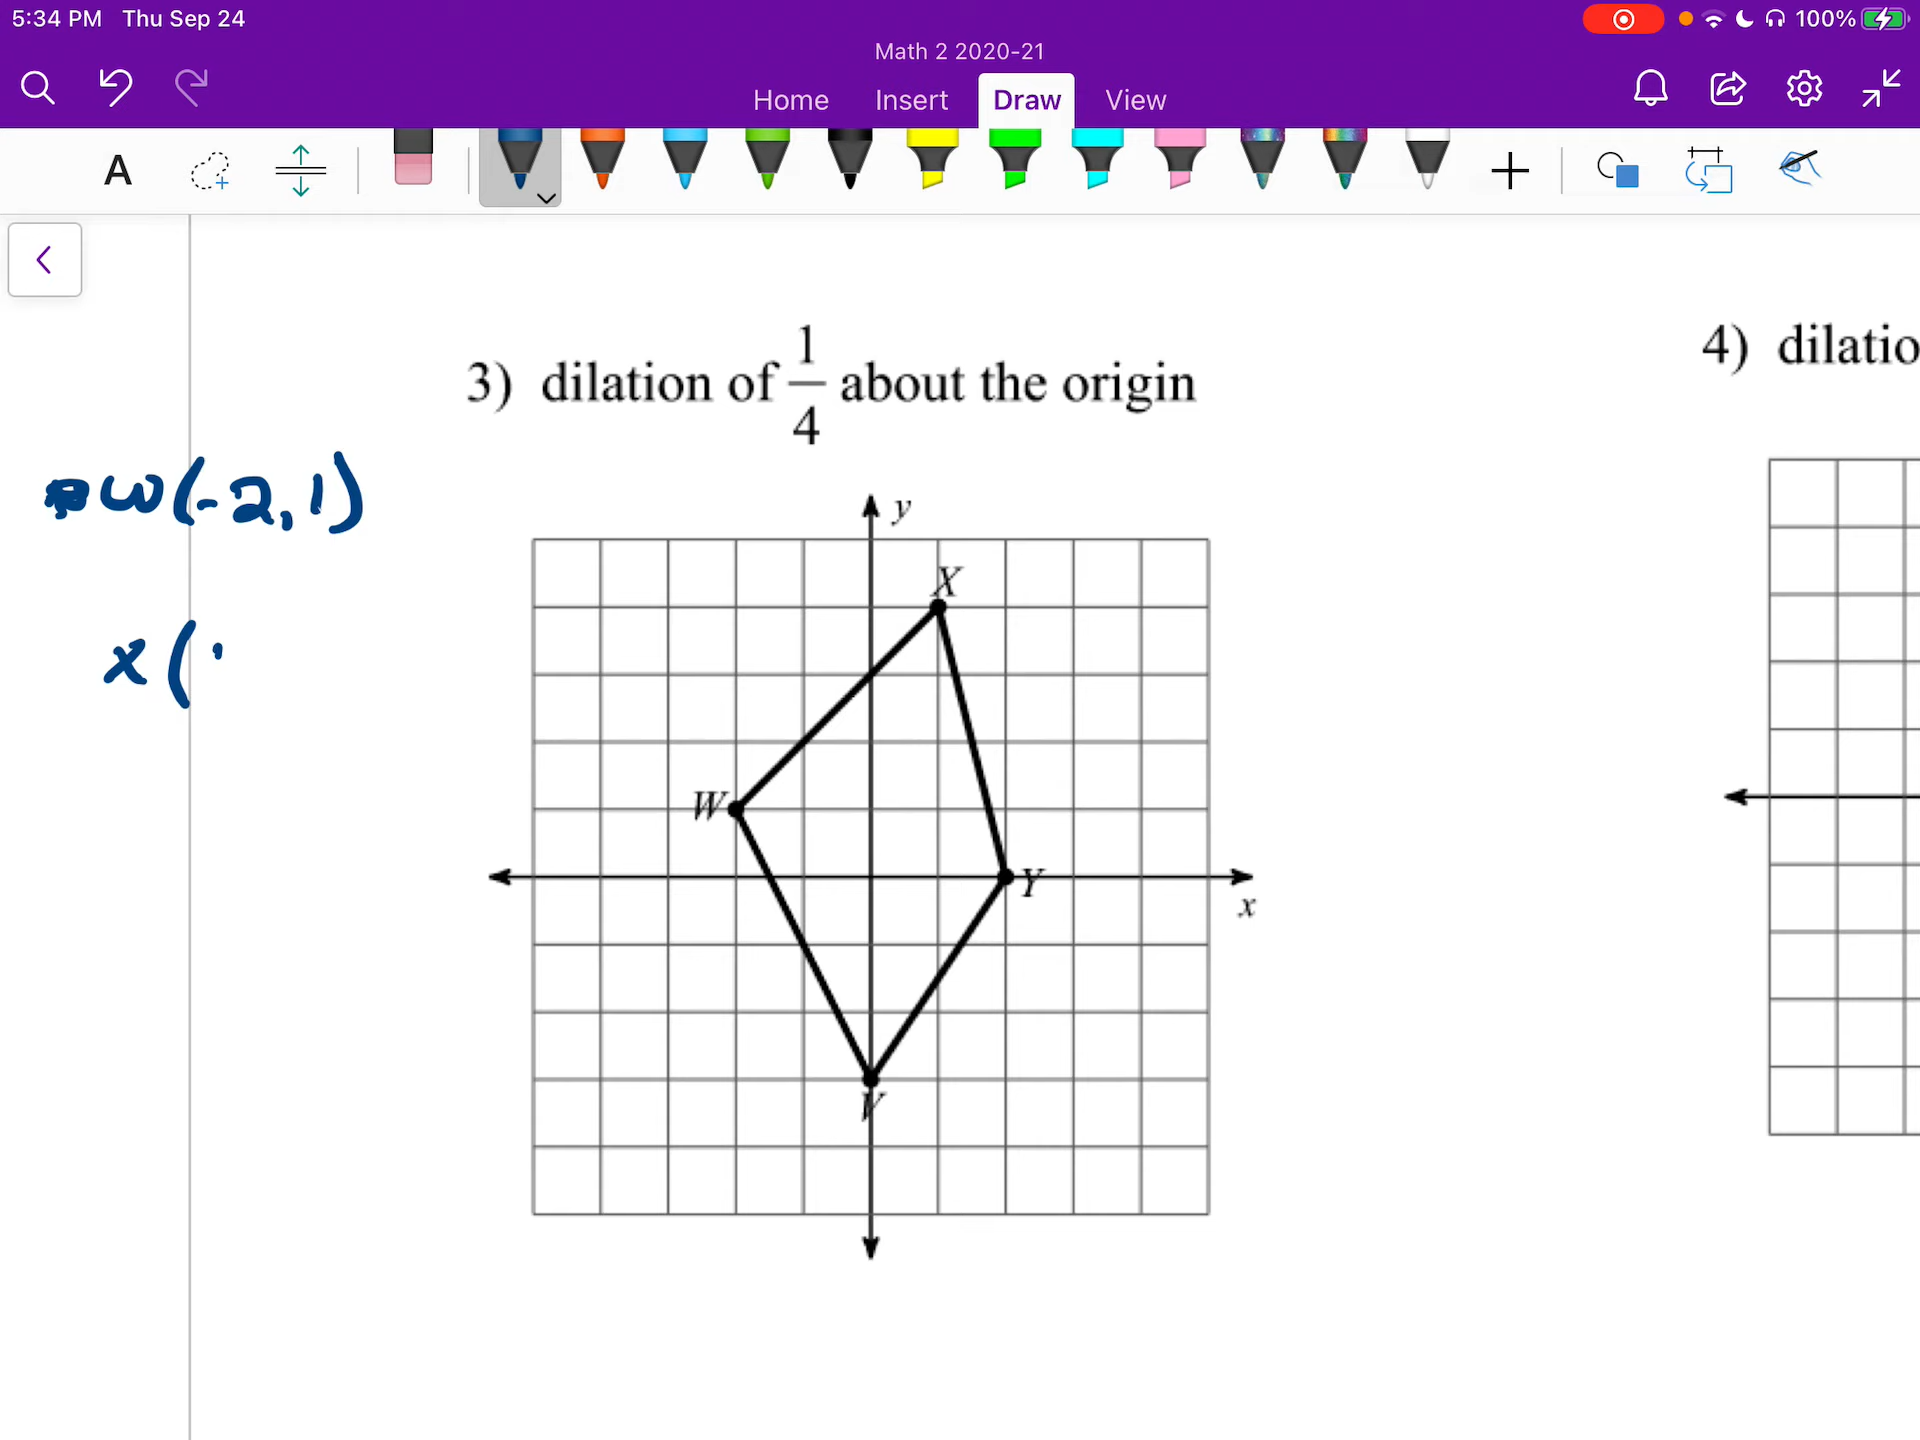 5:34 PM Thu Sep 24
100%
Math 2 2020-21
Home Insert Draw View
A
3) dilation of 1/4 about the origin
4) dilatio
W(-2,1)
x(
y
X
W
Y
x
V